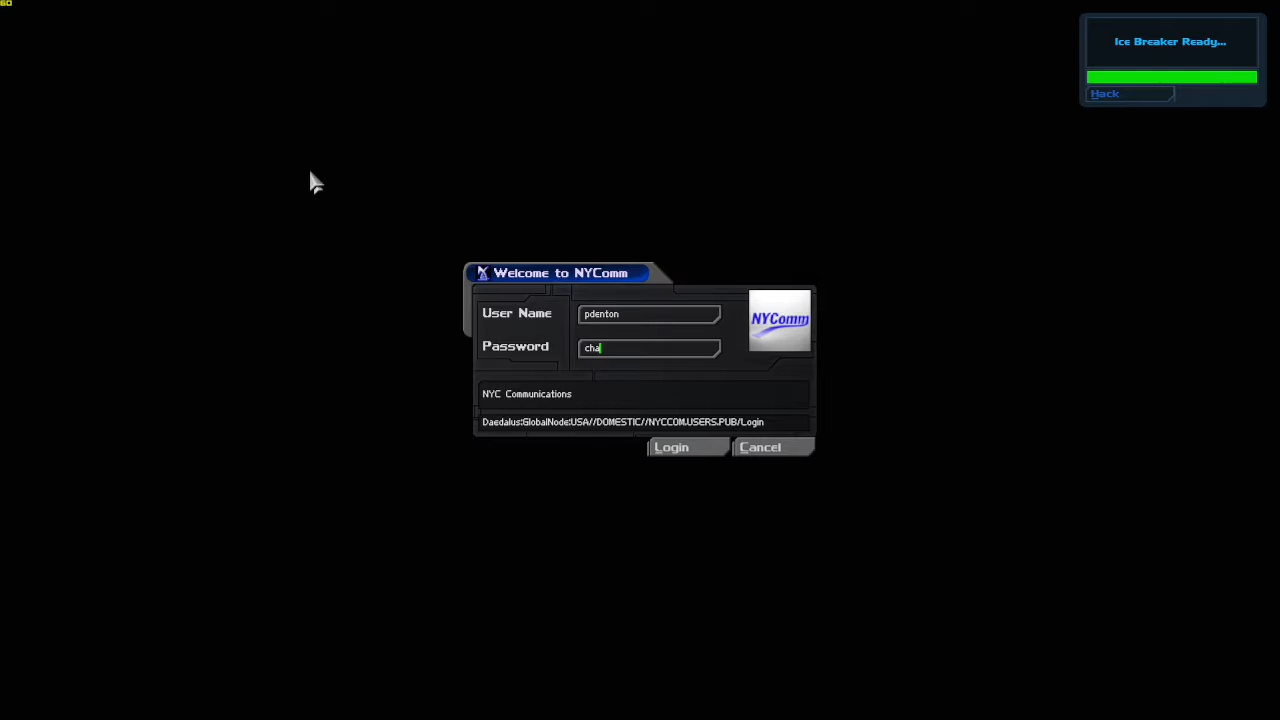 60
Ice Breaker Ready...
Hack
Welcome to NYComm
User Name
pdenton
NYComm
Password
cha
NYC Communications
Daedalus:GlobalNode:USA//DOMESTIC//NYCCOM.USERS.PUB/Login
Login
Cancel